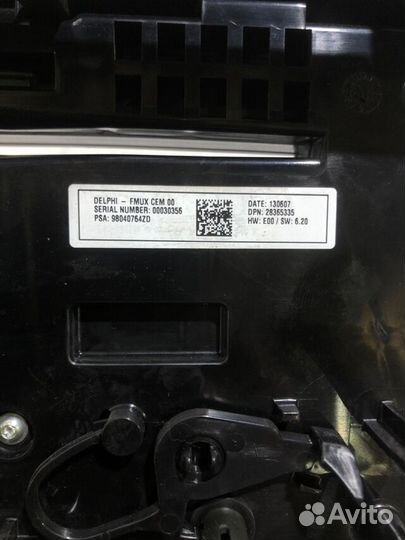 DELPHI - FMUX CEM 00
SERIAL NUMBER: 00030356
PSA: 98040764ZD
DATE: 130607
DPN: 28365335
HW: E00 / SW: 6.20
Avito